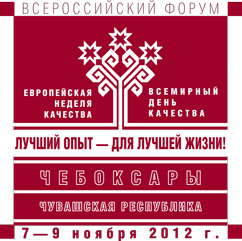 ВСЕРОССИЙСКИЙ ФОРУМ
ЕВРОПЕЙСКАЯ
НЕДЕЛЯ
КАЧЕСТВА
ВСЕМИРНЫЙ
ДЕНЬ
КАЧЕСТВА
ЛУЧШИЙ ОПЫТ — ДЛЯ ЛУЧШЕЙ ЖИЗНИ!
ЧЕБОКСАРЫ
ЧУВАШСКАЯ РЕСПУБЛИКА
7—9 ноября 2012 г.